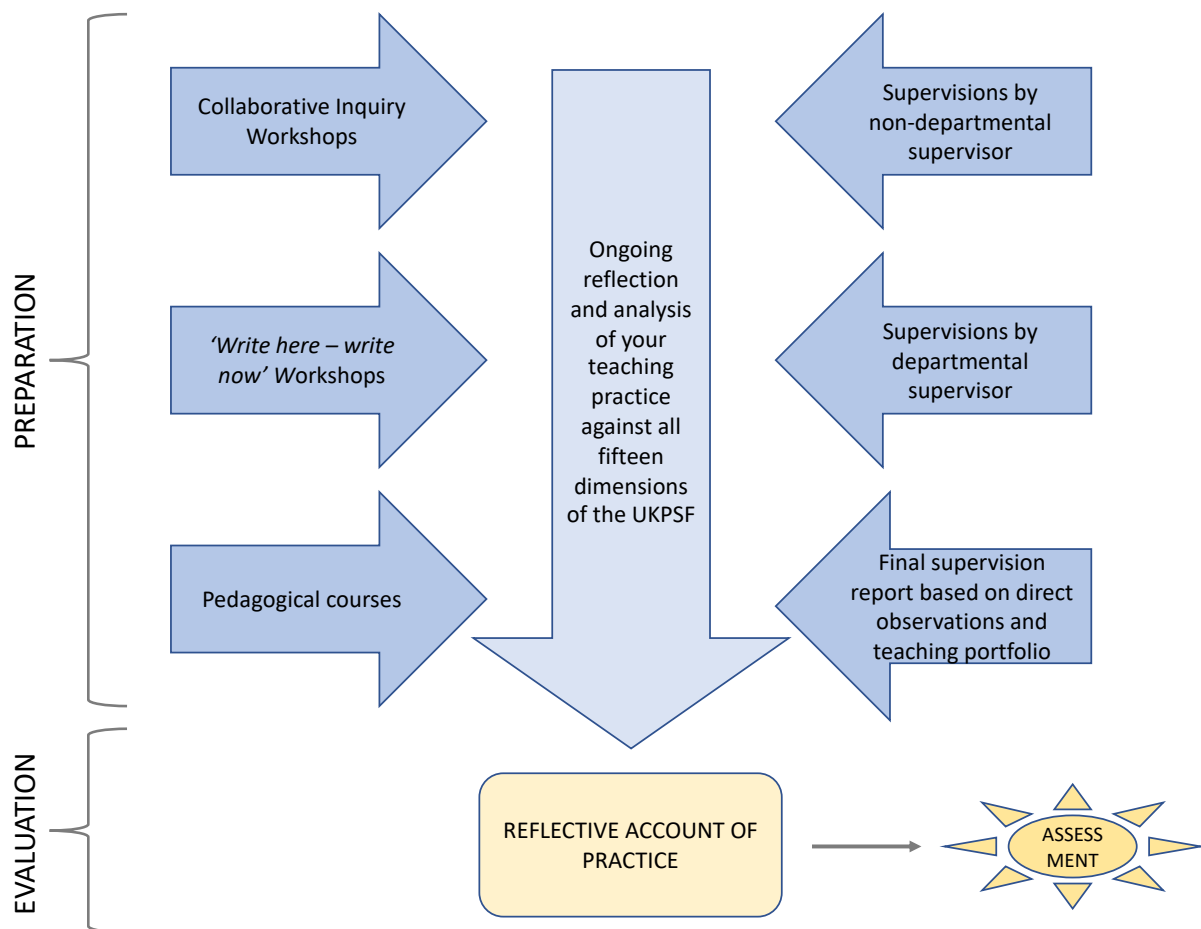 PREPARATION
Collaborative Inquiry
Workshops
‘Write here – write
now’ Workshops
Pedagogical courses
Ongoing
reflection
and analysis
of your
teaching
practice
against all
fifteen
dimensions
of the UKPSF
Supervisions by
non-departmental
supervisor
Supervisions by
departmental
supervisor
Final supervision
report based on direct
observations and
teaching portfolio
EVALUATION
REFLECTIVE ACCOUNT OF
PRACTICE
ASSESS
MENT